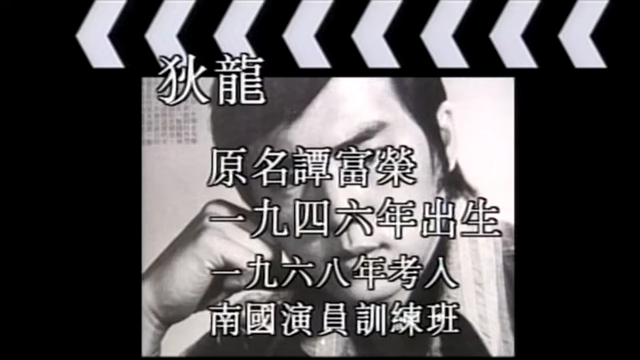 狄龍
原名譚富榮
一九四六年出生
一九六八年考入
南國演員訓練班